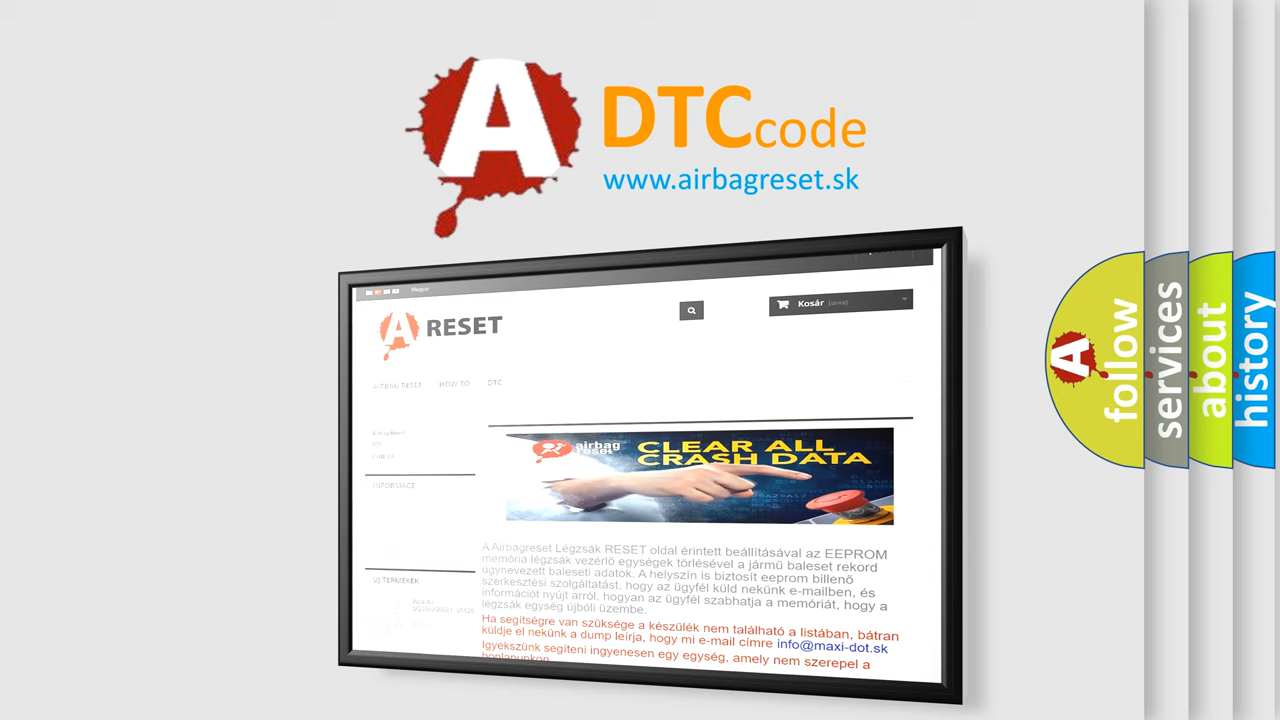 A
DTC code
www.airbagreset.sk
Magyar
A RESET
Kosár (üres)
AIRBAG RESET HOW TO DTC
INFORMACE
airbag
reset
CLEAR ALL
CRASH DATA
A Airbagreset Légzsák RESET oldal érintett beállításával az EEPROM
memória légzsák vezérlő egységek törlésével a jármű baleset rekord
úgynevezett baleseti adatok. A helyszín is biztosít eeprom billenő
szerkesztési szolgáltatást, hogy az ügyfél küld nekünk e-mailben, és
információt nyújt arról, hogyan az ügyfél szabhatja a memóriát, hogy a
légzsák egység újbóli üzembe.
Ha segítségre van szüksége a készülék nem található a listában, bátran
küldje el nekünk a dump leírja, hogy mi e-mail címre info@maxi-dot.sk
Igyekszünk segíteni ingyenesen egy egység, amely nem szerepel a
honlapunkon
ÚJ TERMÉKEK
A follow
services
about
history